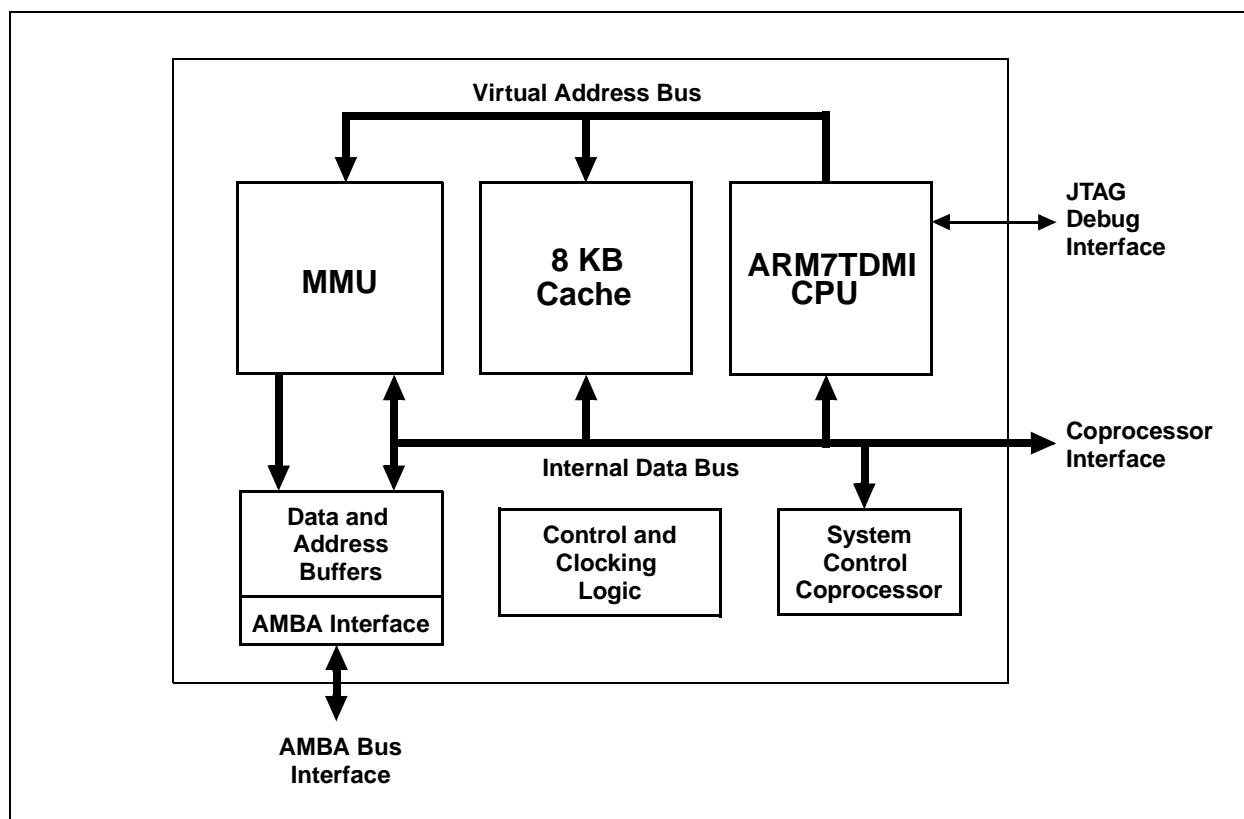 Virtual Address Bus
MMU
8 KB
Cache
ARM7TDMI
CPU
JTAG
Debug
Interface
Internal Data Bus
Coprocessor
Interface
Data and
Address
Buffers
AMBA Interface
Control and
Clocking
Logic
System
Control
Coprocessor
AMBA Bus
Interface